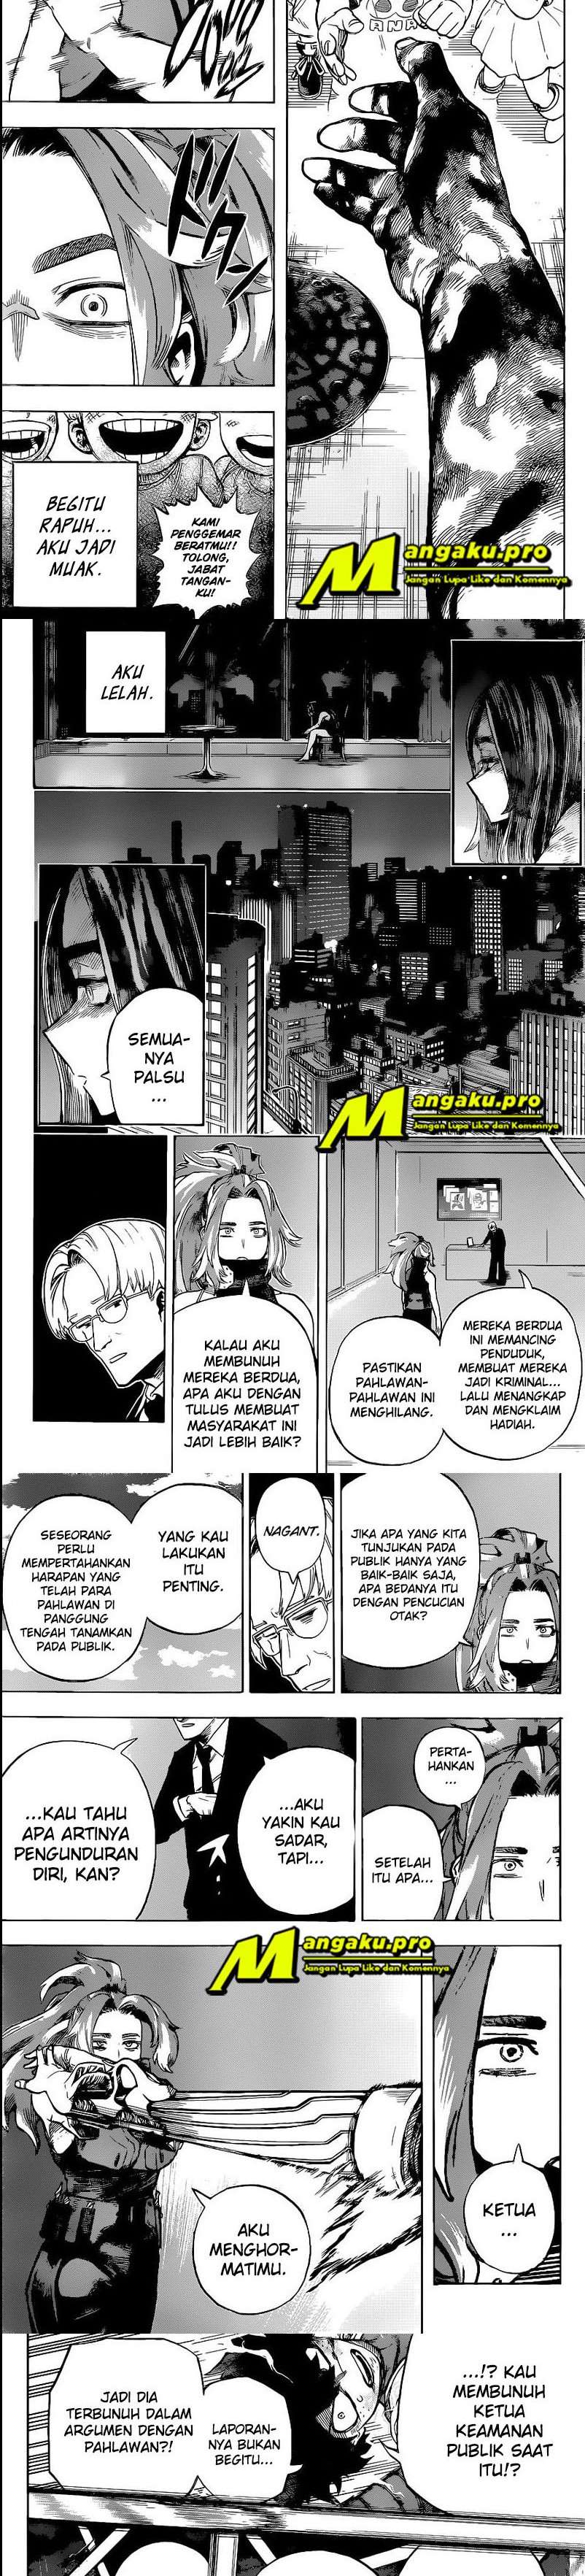 ANA
ドクン
BEGITU
RAPUH...
AKU JADI
MUAK.
KAMI
PENGGEMAR
BERATMU!!
TOLONG,
JABAT
TANGAN-
KU!
Mangaku.pro
Jangan Lupa Like dan Komennya
AKU
LELAH.
SEMUA-
NYA
PALSU
...
Mangaku.pro
Jangan Lupa Like dan Komennya
MEREKA BERDUA
INI MEMANCING
PENDUDUK,
MEMBUAT MEREKA
JADI KRIMINAL...
LALU MENANGKAP
DAN MENGKLAIM
HADIAH.
PASTIKAN
PAHLAWAN-
PAHLAWAN INI
MENGHILANG.
KALAU AKU
MEMBUNUH
MEREKA BERDUA,
APA AKU DENGAN
TULUS MEMBUAT
MASYARAKAT INI
JADI LEBIH BAIK?
JIKA APA YANG KITA
TUNJUKAN PADA
PUBLIK HANYA YANG
BAIK-BAIK SAJA,
APA BEDANYA ITU
DENGAN PENCUCIAN
OTAK?
NAGANT.
YANG KAU
LAKUKAN
ITU
PENTING.
SESEORANG
PERLU
MEMPERTAHANKAN
HARAPAN YANG
TELAH PARA
PAHLAWAN DI
PANGGUNG
TENGAH TANAMKAN
PADA PUBLIK.
PERTA-
HANKAN
...
SETELAH
ITU APA...
...AKU
YAKIN KAU
SADAR,
TAPI...
...KAU TAHU
APA ARTINYA
PENGUNDURAN
DIRI, KAN?
Mangaku.pro
Jangan Lupa Like dan Komennya
KETUA
...
AKU
MENGHOR-
MATIMU.
...!? KAU
MEMBUNUH
KETUA
KEAMANAN
PUBLIK SAAT
ITU!?
LAPORAN-
NYA BUKAN
BEGITU...
JADI DIA
TERBUNUH DALAM
ARGUMEN DENGAN
PAHLAWAN?!